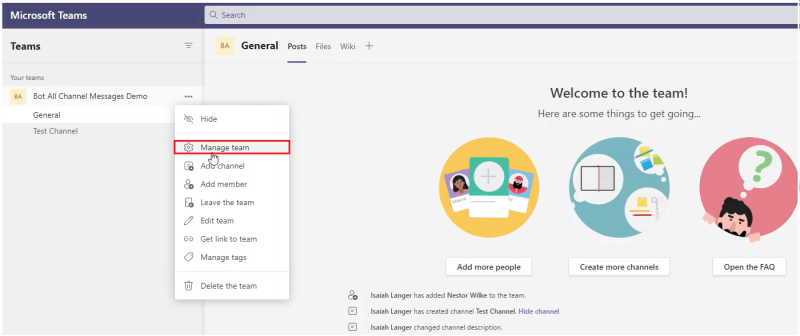 Microsoft Teams
Search
Teams
BA General Posts Files Wiki +
Your teams
BA Bot All Channel Messages Demo ...
General
Test Channel
Hide
Manage team
Add channel
Add member
Leave the team
Edit team
Get link to team
Manage tags
Delete the team
Welcome to the team!
Here are some things to get going...
Add more people
Create more channels
Open the FAQ
Isaiah Langer has added Nestor Wilke to the team.
Isaiah Langer has created channel Test Channel. Hide channel
Isaiah Langer changed channel description.